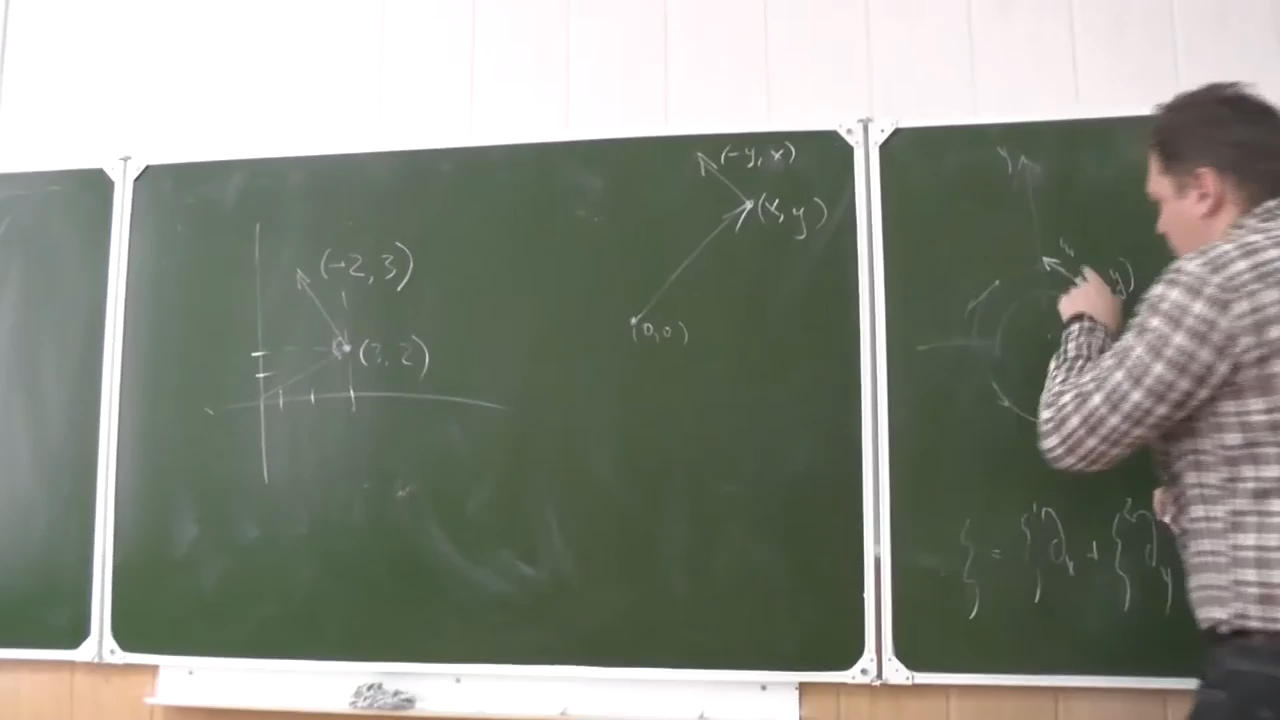 (-2, 3)
(3, 2)
(-y, x)
(x, y)
(0, 0)
y
y)
ξ = ξ¹∂x + ξ²∂y